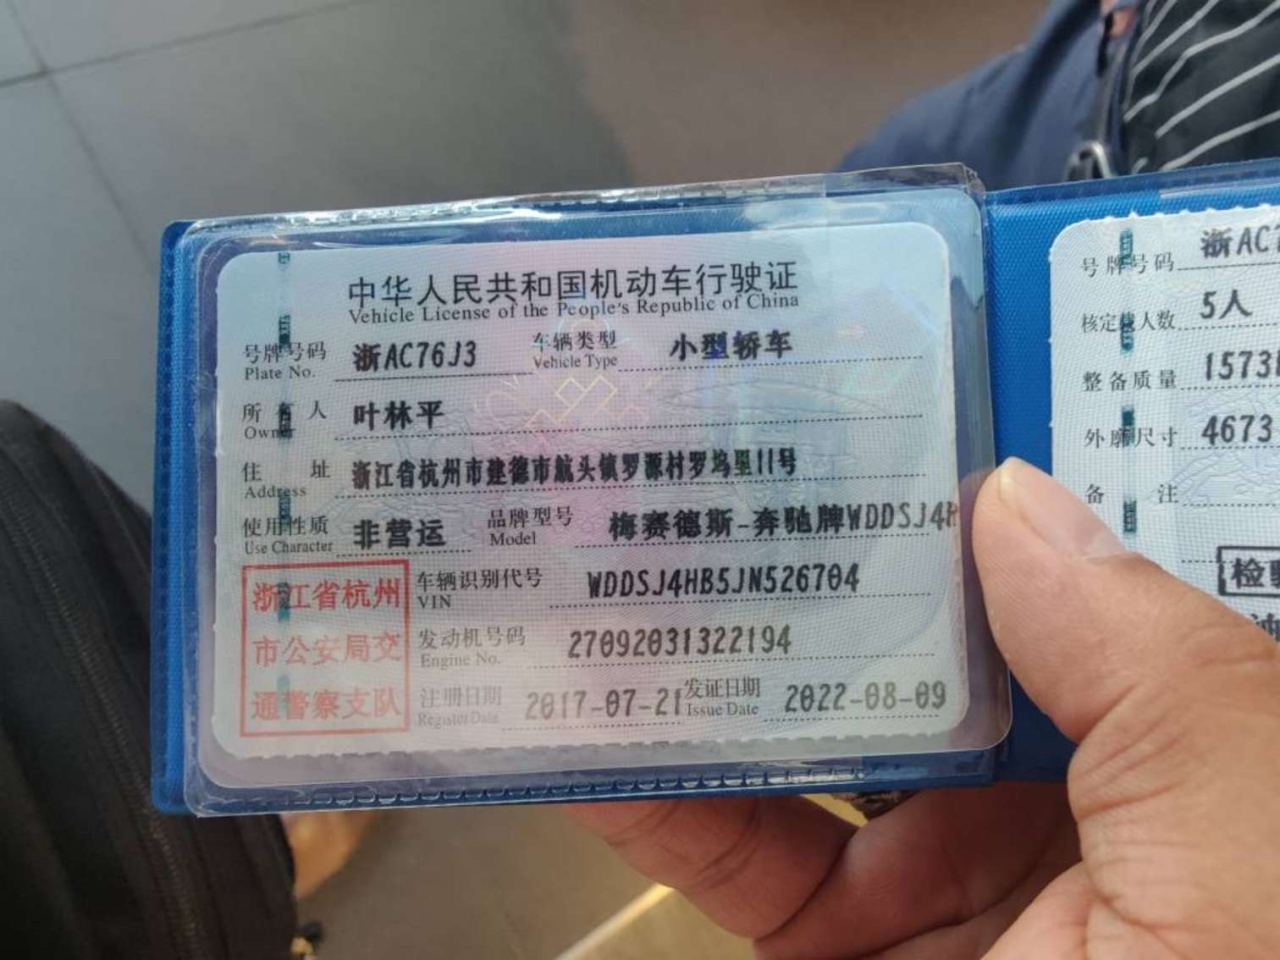 中华人民共和国机动车行驶证
Vehicle License of the People's Republic of China
号牌号码 浙AC76J3 车辆类型 小型轿车
Plate No. Vehicle Type
所有人 叶林平
Owner
住址 浙江省杭州市建德市航头镇罗源村罗坞里11号
Address
使用性质 非营运 品牌型号 梅赛德斯-奔驰牌WDDSJ4H
Use Character Model
浙江省杭州
市公安局交
通警察支队
车辆识别代号 WDDSJ4HB5JN526704
VIN
发动机号码 27092031322194
Engine No.
注册日期 2017-07-21 发证日期 2022-08-09
Register Date Issue Date
号牌号码 浙AC7
核定载人数 5人
整备质量 1573
外廓尺寸 4673
备注
检